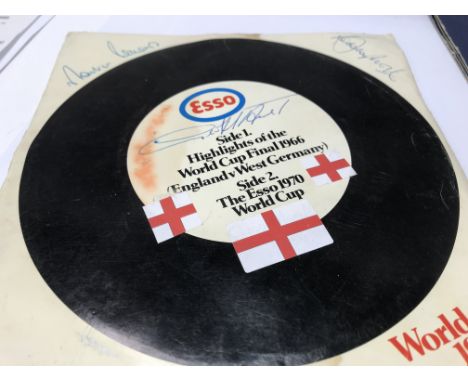 Esso
Side 1.
Highlights of the
World Cup Final 1966
(England v West Germany)
Side 2.
The Esso 1970
World Cup
World